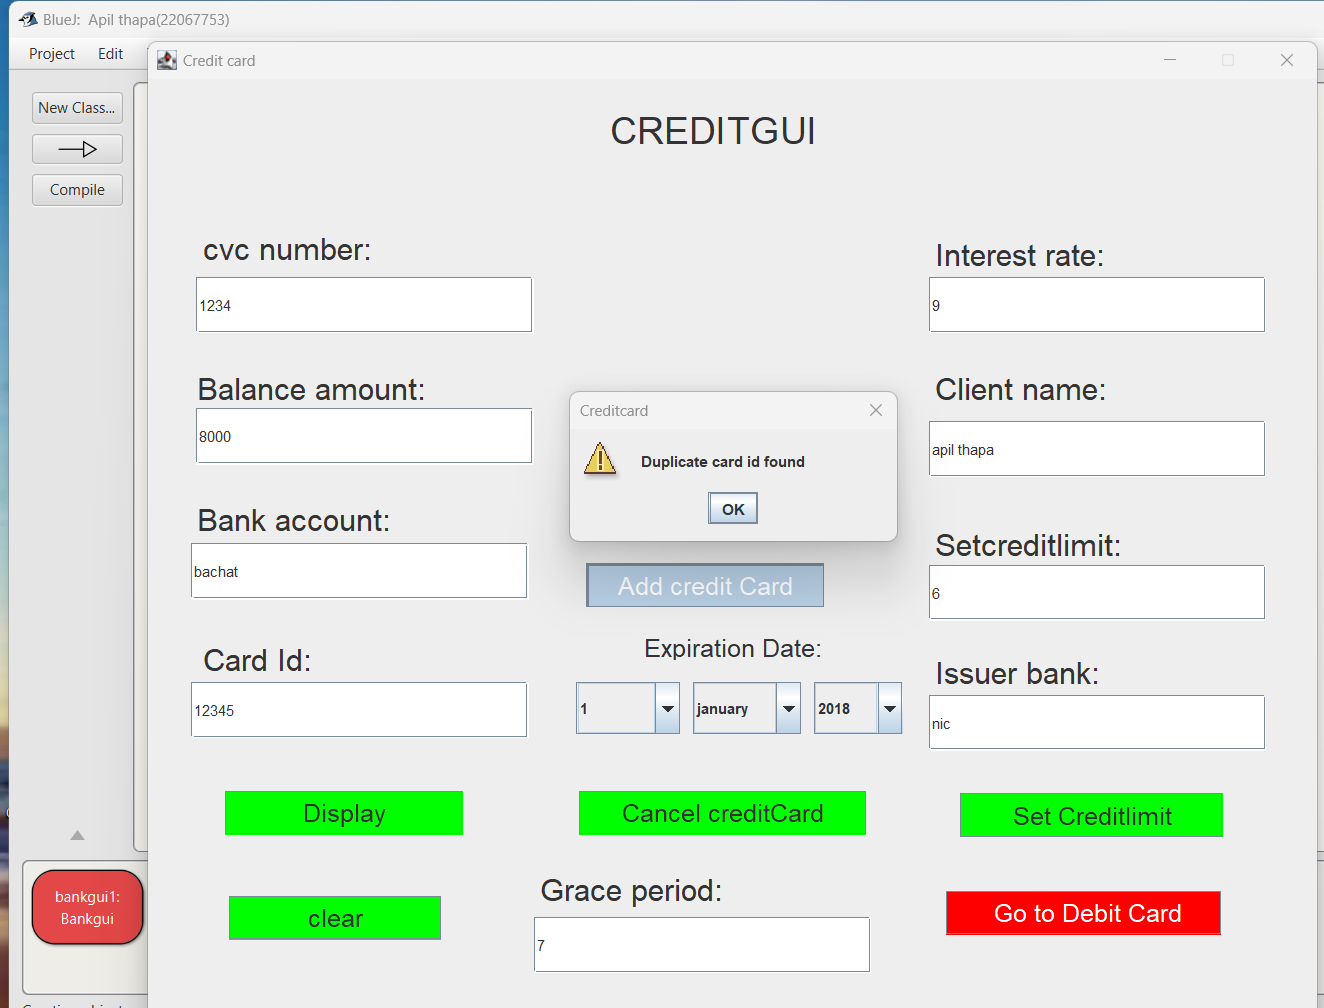 BlueJ: Apil thapa(22067753)
Project Edit
Credit card
New Class...
Compile
CREDITGUI
cvc number:
1234
Interest rate:
9
Balance amount:
8000
Client name:
apil thapa
Creditcard
Duplicate card id found
OK
Bank account:
bachat
Setcreditlimit:
6
Add credit Card
Card Id:
12345
Expiration Date:
1 january 2018
Issuer bank:
nic
Display
Cancel creditCard
Set Creditlimit
clear
Grace period:
7
Go to Debit Card
bankgui1:
Bankgui